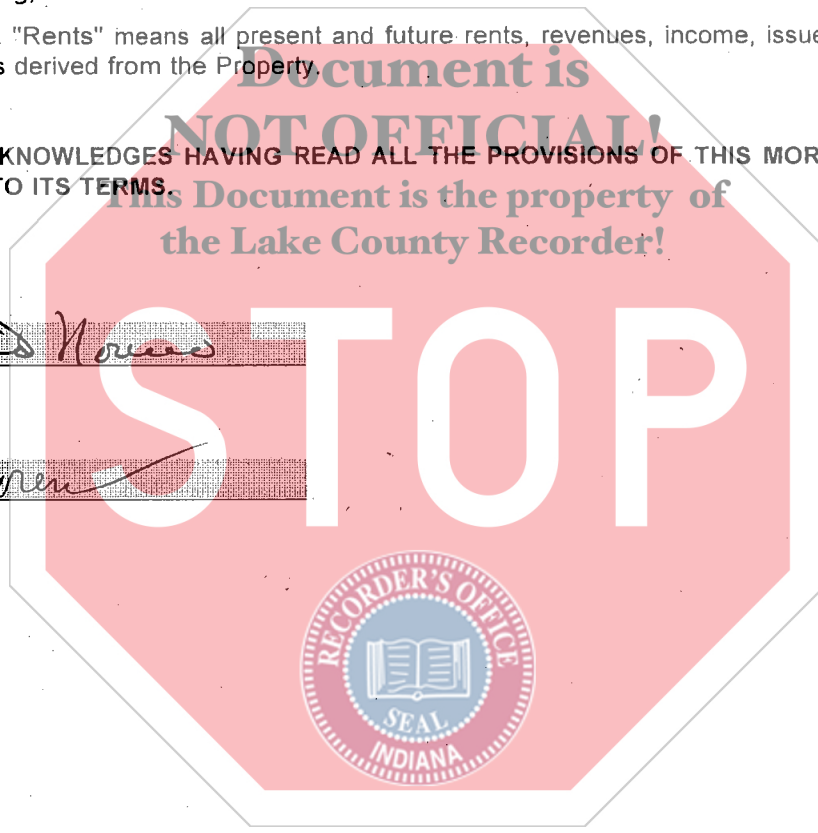 "Rents" means all present and future rents, revenues, income, issue
s derived from the Property.
Document is
NOT OFFICIAL!
KNOWLEDGES HAVING READ ALL THE PROVISIONS OF THIS MOR
TO ITS TERMS.
This Document is the property of
the Lake County Recorder!
STOP
RECORDER'S OFFICE
SEAL
INDIANA